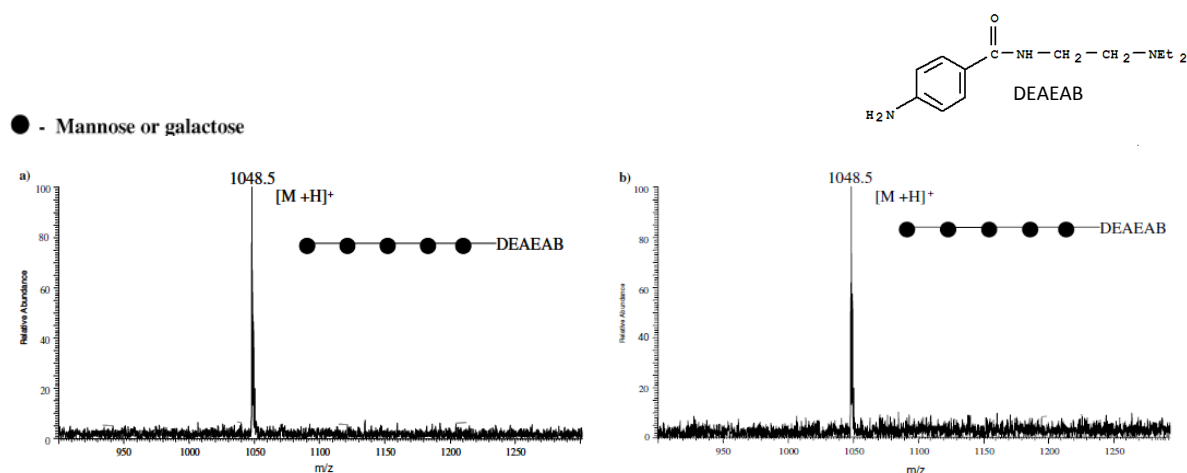 O
C — NH — CH₂ — CH₂ — NEt₂
H₂N
DEAEAB
- Mannose or galactose
a)
1048.5
[M +H]⁺
DEAEAB
100
80
60
40
20
0
Relative Abundance
950 1000 1050 1100 1150 1200 1250
m/z
b)
1048.5
[M +H]⁺
DEAEAB
100
80
60
40
20
0
Relative Abundance
950 1000 1050 1100 1150 1200 1250
m/z